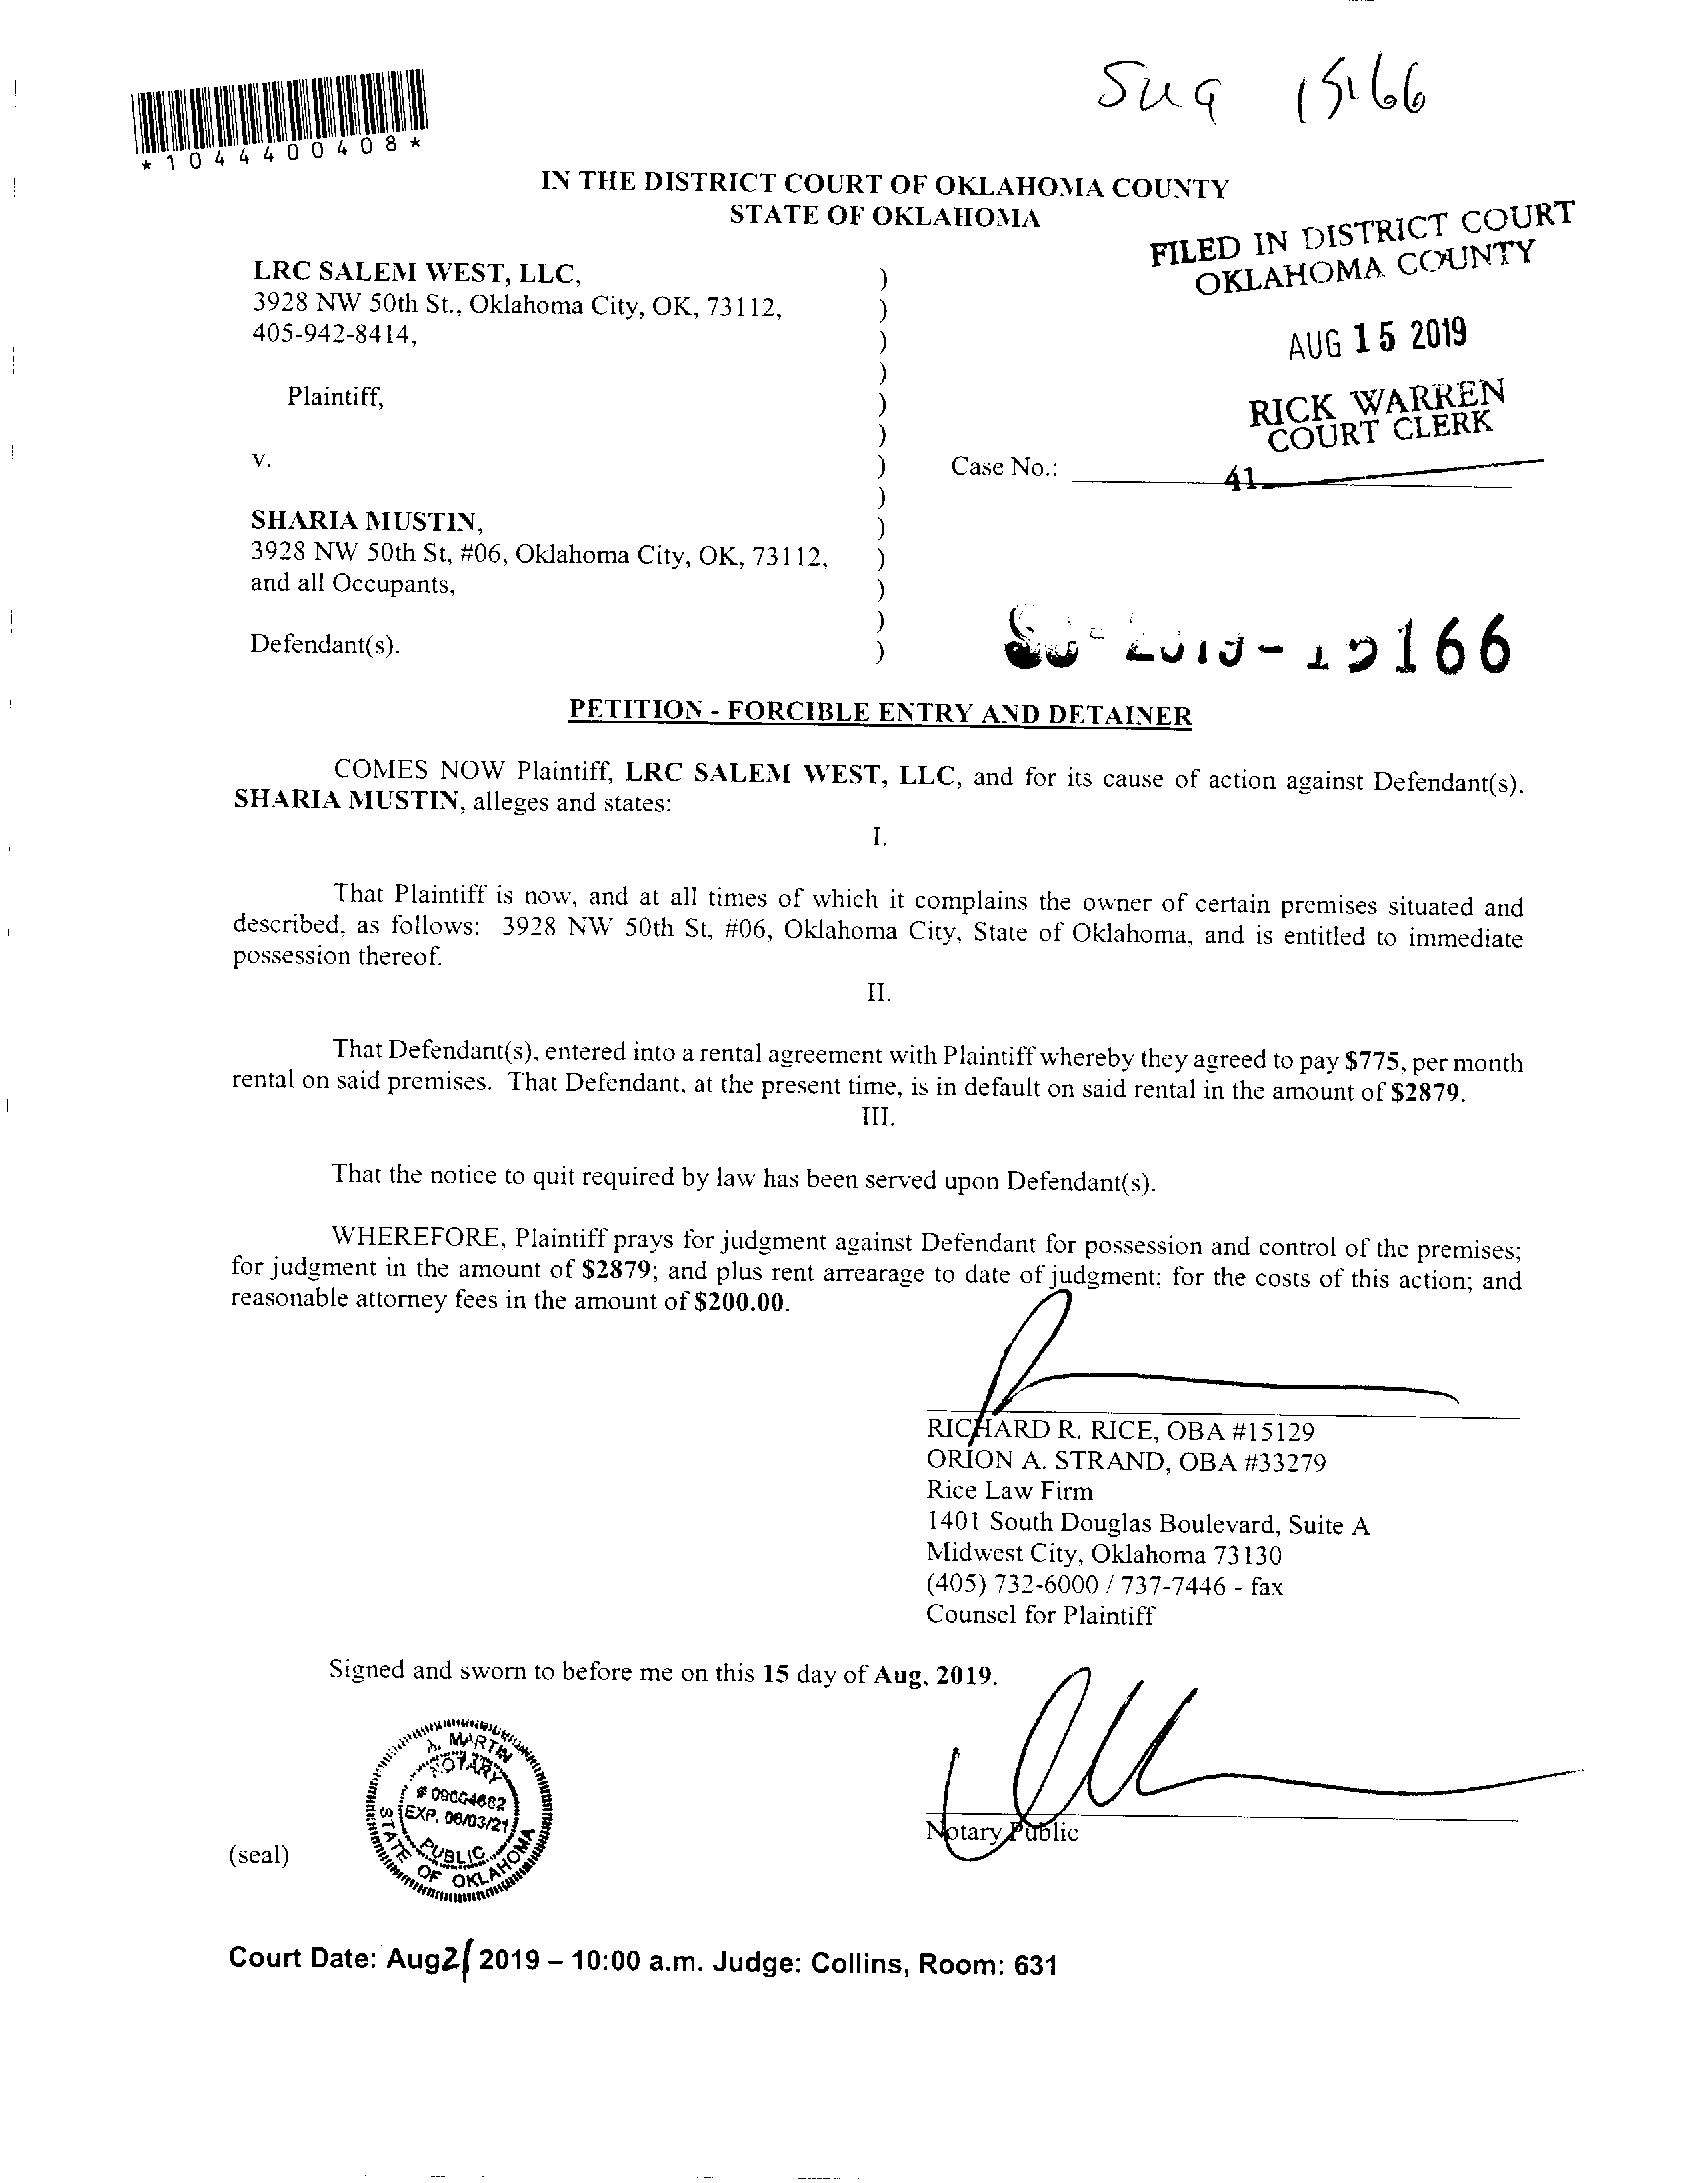 Sug 15166
*1044400408*
IN THE DISTRICT COURT OF OKLAHOMA COUNTY
STATE OF OKLAHOMA
FILED IN DISTRICT COURT
OKLAHOMA COUNTY
AUG 15 2019
RICK WARREN
COURT CLERK
41
LRC SALEM WEST, LLC,
3928 NW 50th St., Oklahoma City, OK, 73112,
405-942-8414,
Plaintiff,
v.
Case No.:
SHARIA MUSTIN,
3928 NW 50th St, #06, Oklahoma City, OK, 73112,
and all Occupants,
Defendant(s).
-15166
PETITION - FORCIBLE ENTRY AND DETAINER
COMES NOW Plaintiff, LRC SALEM WEST, LLC, and for its cause of action against Defendant(s),
SHARIA MUSTIN, alleges and states:
I.
That Plaintiff is now, and at all times of which it complains the owner of certain premises situated and
described, as follows: 3928 NW 50th St, #06, Oklahoma City, State of Oklahoma, and is entitled to immediate
possession thereof.
II.
That Defendant(s), entered into a rental agreement with Plaintiff whereby they agreed to pay $775, per month
rental on said premises. That Defendant, at the present time, is in default on said rental in the amount of $2879.
III.
That the notice to quit required by law has been served upon Defendant(s).
WHEREFORE, Plaintiff prays for judgment against Defendant for possession and control of the premises;
for judgment in the amount of $2879; and plus rent arrearage to date of judgment; for the costs of this action; and
reasonable attorney fees in the amount of $200.00.
RICHARD R. RICE, OBA #15129
ORION A. STRAND, OBA #33279
Rice Law Firm
1401 South Douglas Boulevard, Suite A
Midwest City, Oklahoma 73130
(405) 732-6000 / 737-7446 - fax
Counsel for Plaintiff
Signed and sworn to before me on this 15 day of Aug, 2019.
A. MARTIN
NOTARY
# 09004662
EXP. 06/03/21
PUBLIC
STATE OF OKLAHOMA
Notary Public
(seal)
Court Date: Aug 21 2019 – 10:00 a.m. Judge: Collins, Room: 631